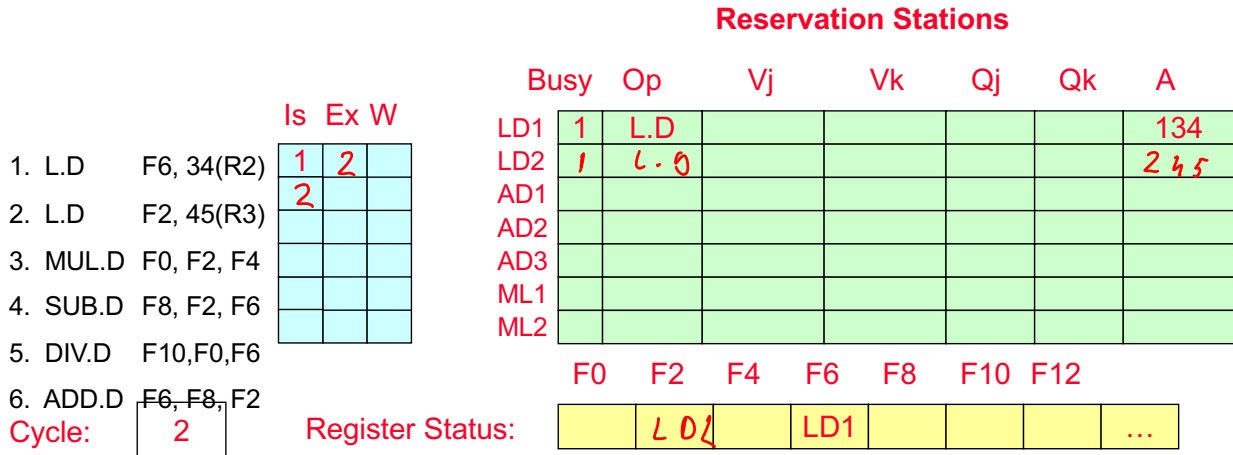 Reservation Stations
Busy Op Vj Vk Qj Qk A
Is Ex W
LD1 1 L.D 134
1. L.D F6, 34(R2) 1 2
LD2 1 L.D 245
2. L.D F2, 45(R3) 2
AD1
AD2
3. MUL.D F0, F2, F4
AD3
4. SUB.D F8, F2, F6
ML1
ML2
5. DIV.D F10,F0,F6
F0 F2 F4 F6 F8 F10 F12
6. ADD.D F6, F8, F2
Cycle: 2 Register Status: LD2 LD1 ...